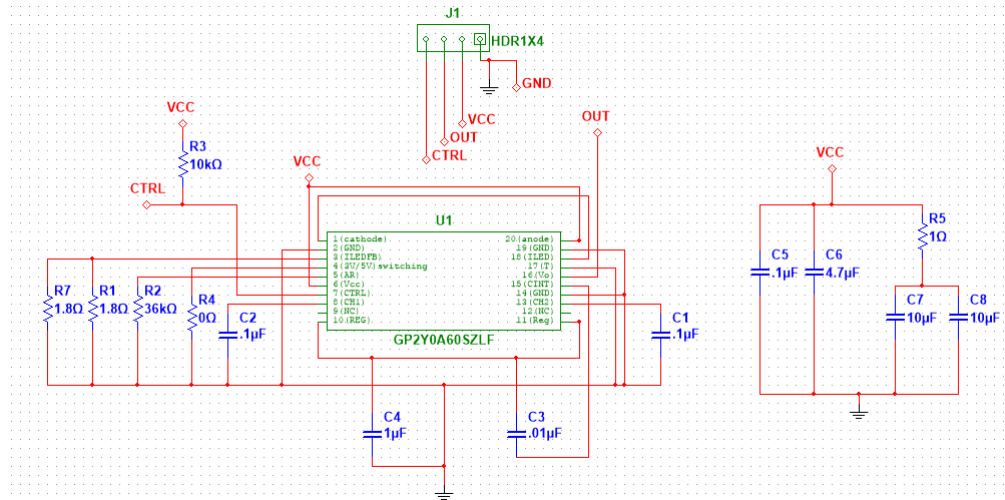 J1
HDR1X4
GND
VCC
OUT
CTRL
VCC
R3
10kΩ
CTRL
VCC
OUT
VCC
U1
1(cathode)
2(GND)
3(ILEDFB)
4(3V/5V)switching
5(AR)
6(Vcc)
7(CTRL)
8(CH1)
9(NC)
10(REG)
20(anode)
19(GND)
18(ILED)
17(T)
16(Vo)
15(CINT)
14(GND)
13(CH2)
12(NC)
11(Reg)
GP2Y0A60SZLF
R7
1.8Ω
R1
1.8Ω
R2
36kΩ
R4
0Ω
C2
.1µF
C1
.1µF
C4
1µF
C3
.01µF
R5
1Ω
C5
.1µF
C6
4.7µF
C7
10µF
C8
10µF